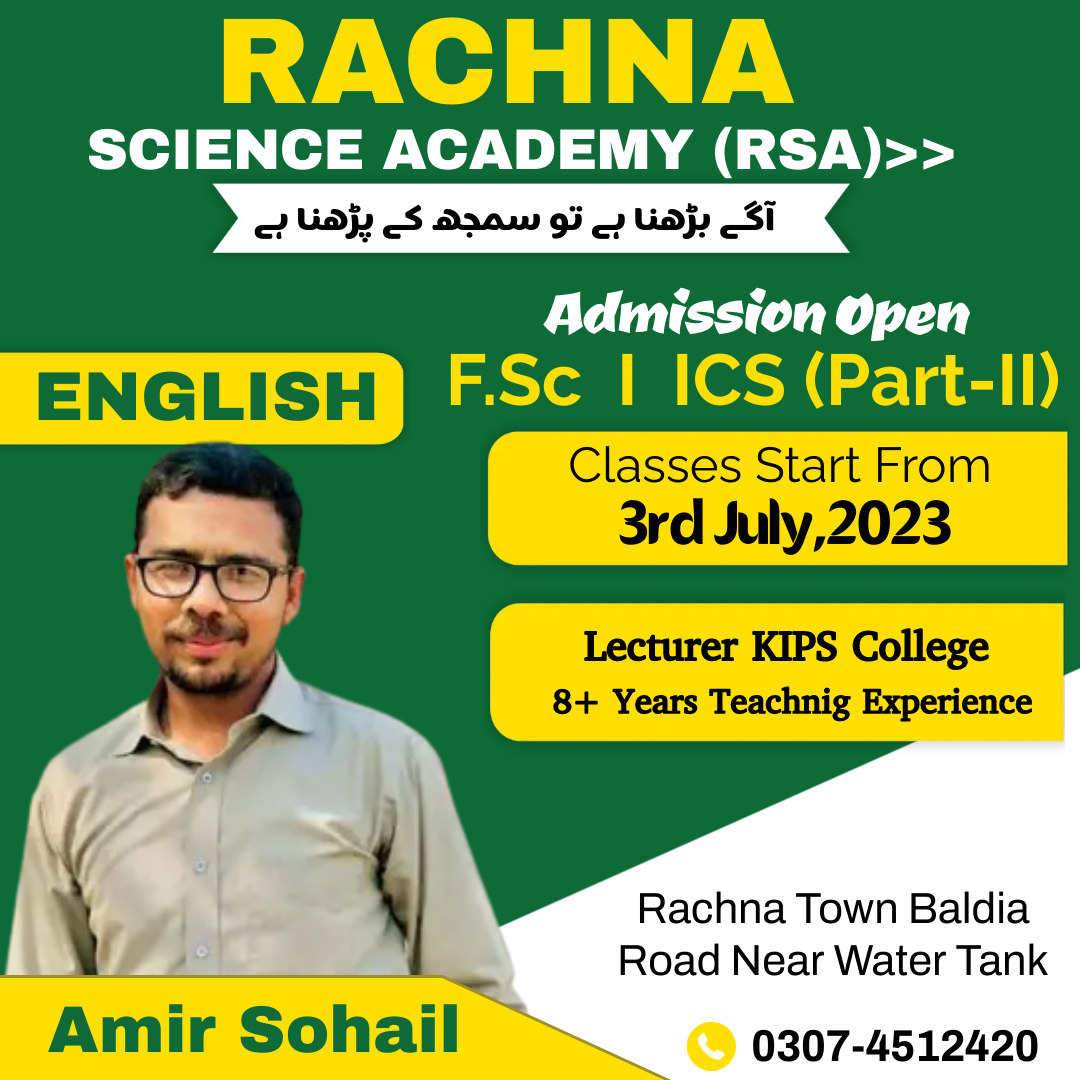 RACHNA
SCIENCE ACADEMY (RSA)>>
آگے بڑھنا ہے تو سمجھ کے پڑھنا ہے
Admission Open
F.Sc I ICS (Part-II)
ENGLISH
Classes Start From
3rd July,2023
Lecturer KIPS College
8+ Years Teachnig Experience
Rachna Town Baldia
Road Near Water Tank
Amir Sohail
0307-4512420